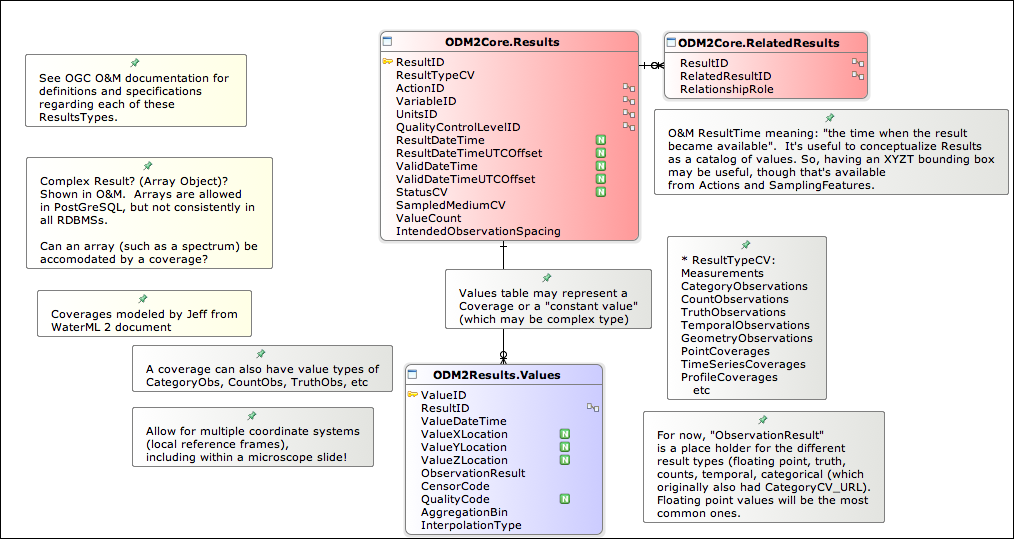 ODM2Core.Results
ResultID
ResultTypeCV
ActionID
VariableID
UnitsID
QualityControlLevelID
ResultDateTime N
ResultDateTimeUTCOffset N
ValidDateTime N
ValidDateTimeUTCOffset N
StatusCV N
SampledMediumCV
ValueCount
IntendedObservationSpacing
ODM2Core.RelatedResults
ResultID
RelatedResultID
RelationshipRole
See OGC O&M documentation for
definitions and specifications
regarding each of these
ResultsTypes.
O&M ResultTime meaning: "the time when the result
became available".  It's useful to conceptualize Results
as a catalog of values. So, having an XYZT bounding box
may be useful, though that's available
from Actions and SamplingFeatures.
Complex Result? (Array Object)?
Shown in O&M.  Arrays are allowed
in PostGreSQL, but not consistently in
all RDBMSs.
Can an array (such as a spectrum) be
accomodated by a coverage?
* ResultTypeCV:
Measurements
CategoryObservations
CountObservations
TruthObservations
TemporalObservations
GeometryObservations
PointCoverages
TimeSeriesCoverages
ProfileCoverages
etc
Values table may represent a
Coverage or a "constant value"
(which may be complex type)
Coverages modeled by Jeff from
WaterML 2 document
A coverage can also have value types of
CategoryObs, CountObs, TruthObs, etc
Allow for multiple coordinate systems
(local reference frames),
including within a microscope slide!
ODM2Results.Values
ValueID
ResultID
ValueDateTime
ValueXLocation N
ValueYLocation N
ValueZLocation N
ObservationResult
CensorCode
QualityCode N
AggregationBin
InterpolationType
For now, "ObservationResult"
is a place holder for the different
result types (floating point, truth,
counts, temporal, categorical (which
originally also had CategoryCV_URL).
Floating point values will be the most
common ones.